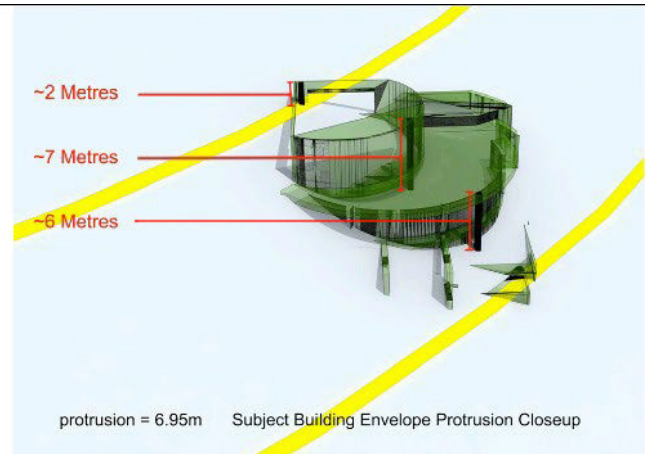 ~2 Metres
~7 Metres
~6 Metres
protrusion = 6.95m Subject Building Envelope Protrusion Closeup